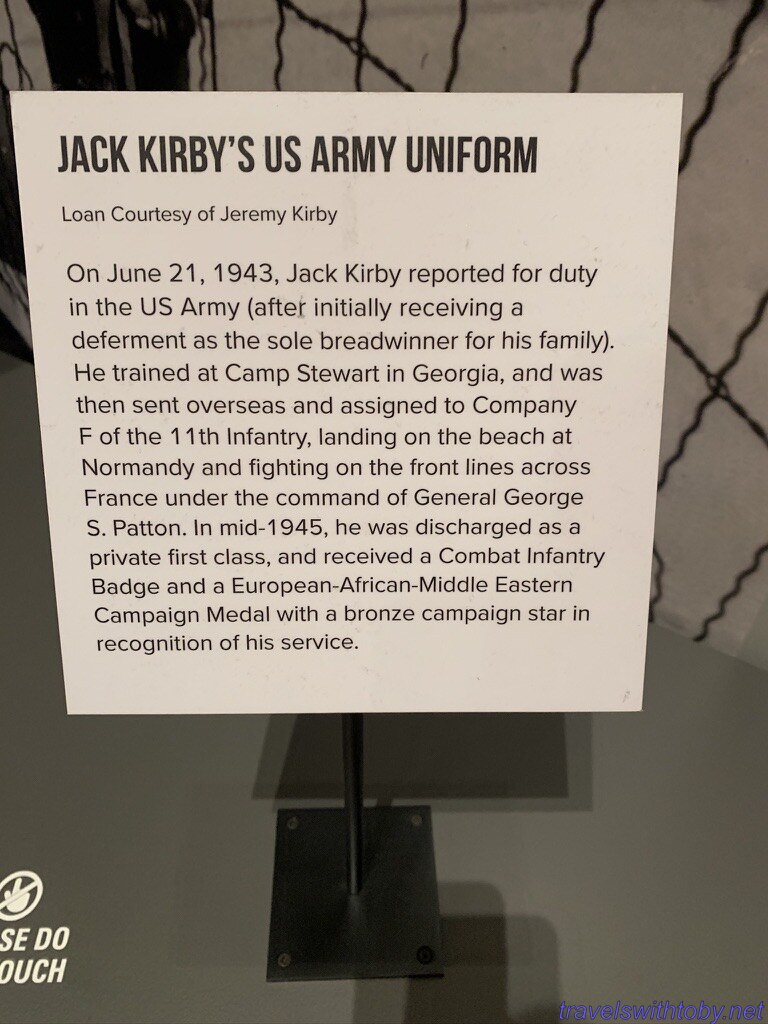 JACK KIRBY'S US ARMY UNIFORM
Loan Courtesy of Jeremy Kirby
On June 21, 1943, Jack Kirby reported for duty
in the US Army (after initially receiving a
deferment as the sole breadwinner for his family).
He trained at Camp Stewart in Georgia, and was
then sent overseas and assigned to Company
F of the 11th Infantry, landing on the beach at
Normandy and fighting on the front lines across
France under the command of General George
S. Patton. In mid-1945, he was discharged as a
private first class, and received a Combat Infantry
Badge and a European-African-Middle Eastern
Campaign Medal with a bronze campaign star in
recognition of his service.
SE DO
OUCH
travelswithtoby.net